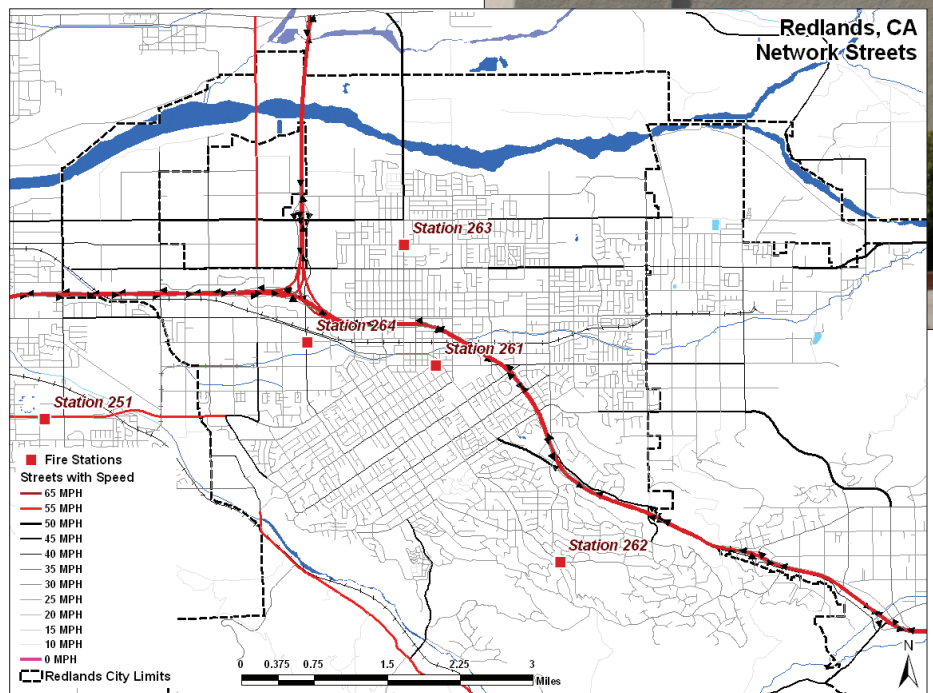 Redlands, CA
Network Streets
Station 263
Station 264
Station 261
Station 251
Fire Stations
Streets with Speed
65 MPH
55 MPH
50 MPH
45 MPH
40 MPH
35 MPH
30 MPH
25 MPH
20 MPH
15 MPH
10 MPH
0 MPH
Redlands City Limits
Station 262
0 0.375 0.75 1.5 2.25 3
Miles
N